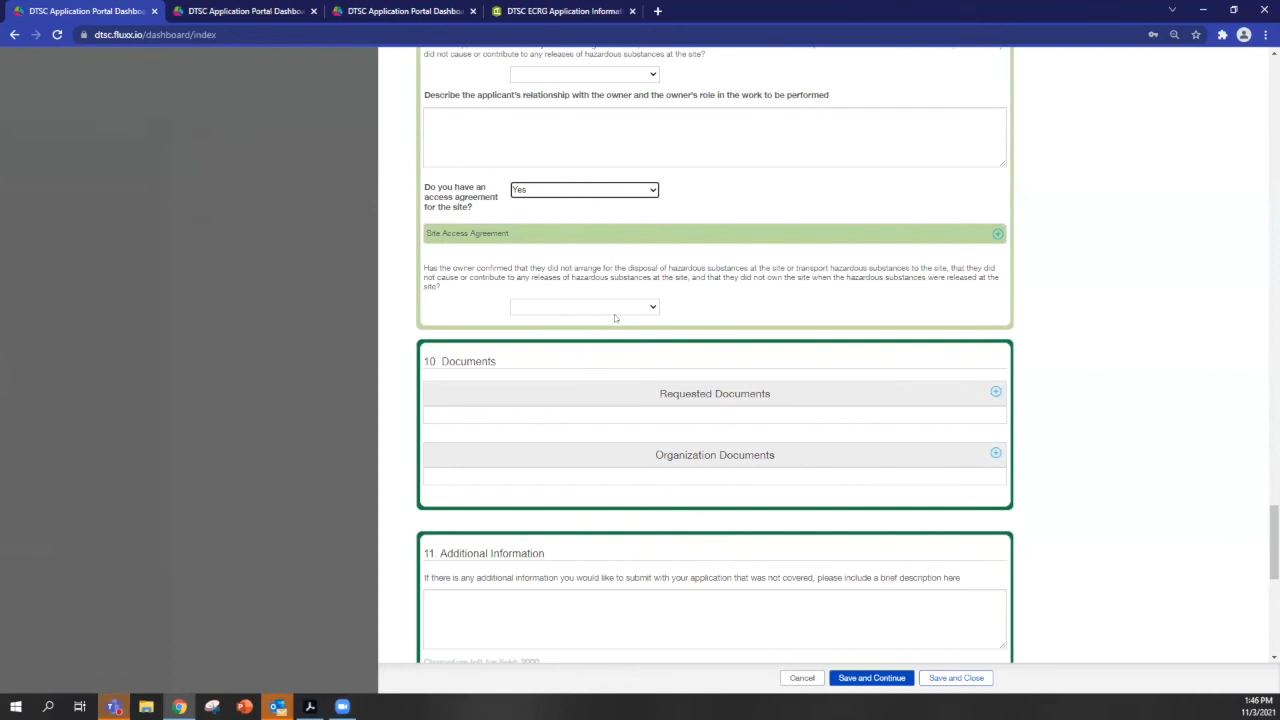 DTSC Application Portal Dashboa
DTSC Applicant Portal Dashboard
DTSC Applicant Portal Dashboa
DTSC ECRG Application Informat
dtsc.fluxx.io/dashboard/index
did not cause or contribute to any releases of hazardous substances at the site?
Describe the applicant's relationship with the owner and the owner's role in the work to be performed
Do you have an
access agreement
for the site?
Yes
Site Access Agreement
Has the owner confirmed that they did not arrange for the disposal of hazardous substances at the site or transport hazardous substances to the site, that they did
not cause or contribute to any releases of hazardous substances at the site, and that they did not own the site when the hazardous substances were released at the
site?
10 Documents
Requested Documents
Organization Documents
11. Additional Information
If there is any additional information you would like to submit with your application that was not covered, please include a brief description here
Cancel
Save and Continue
Save and Close
1:46 PM
11/3/2021